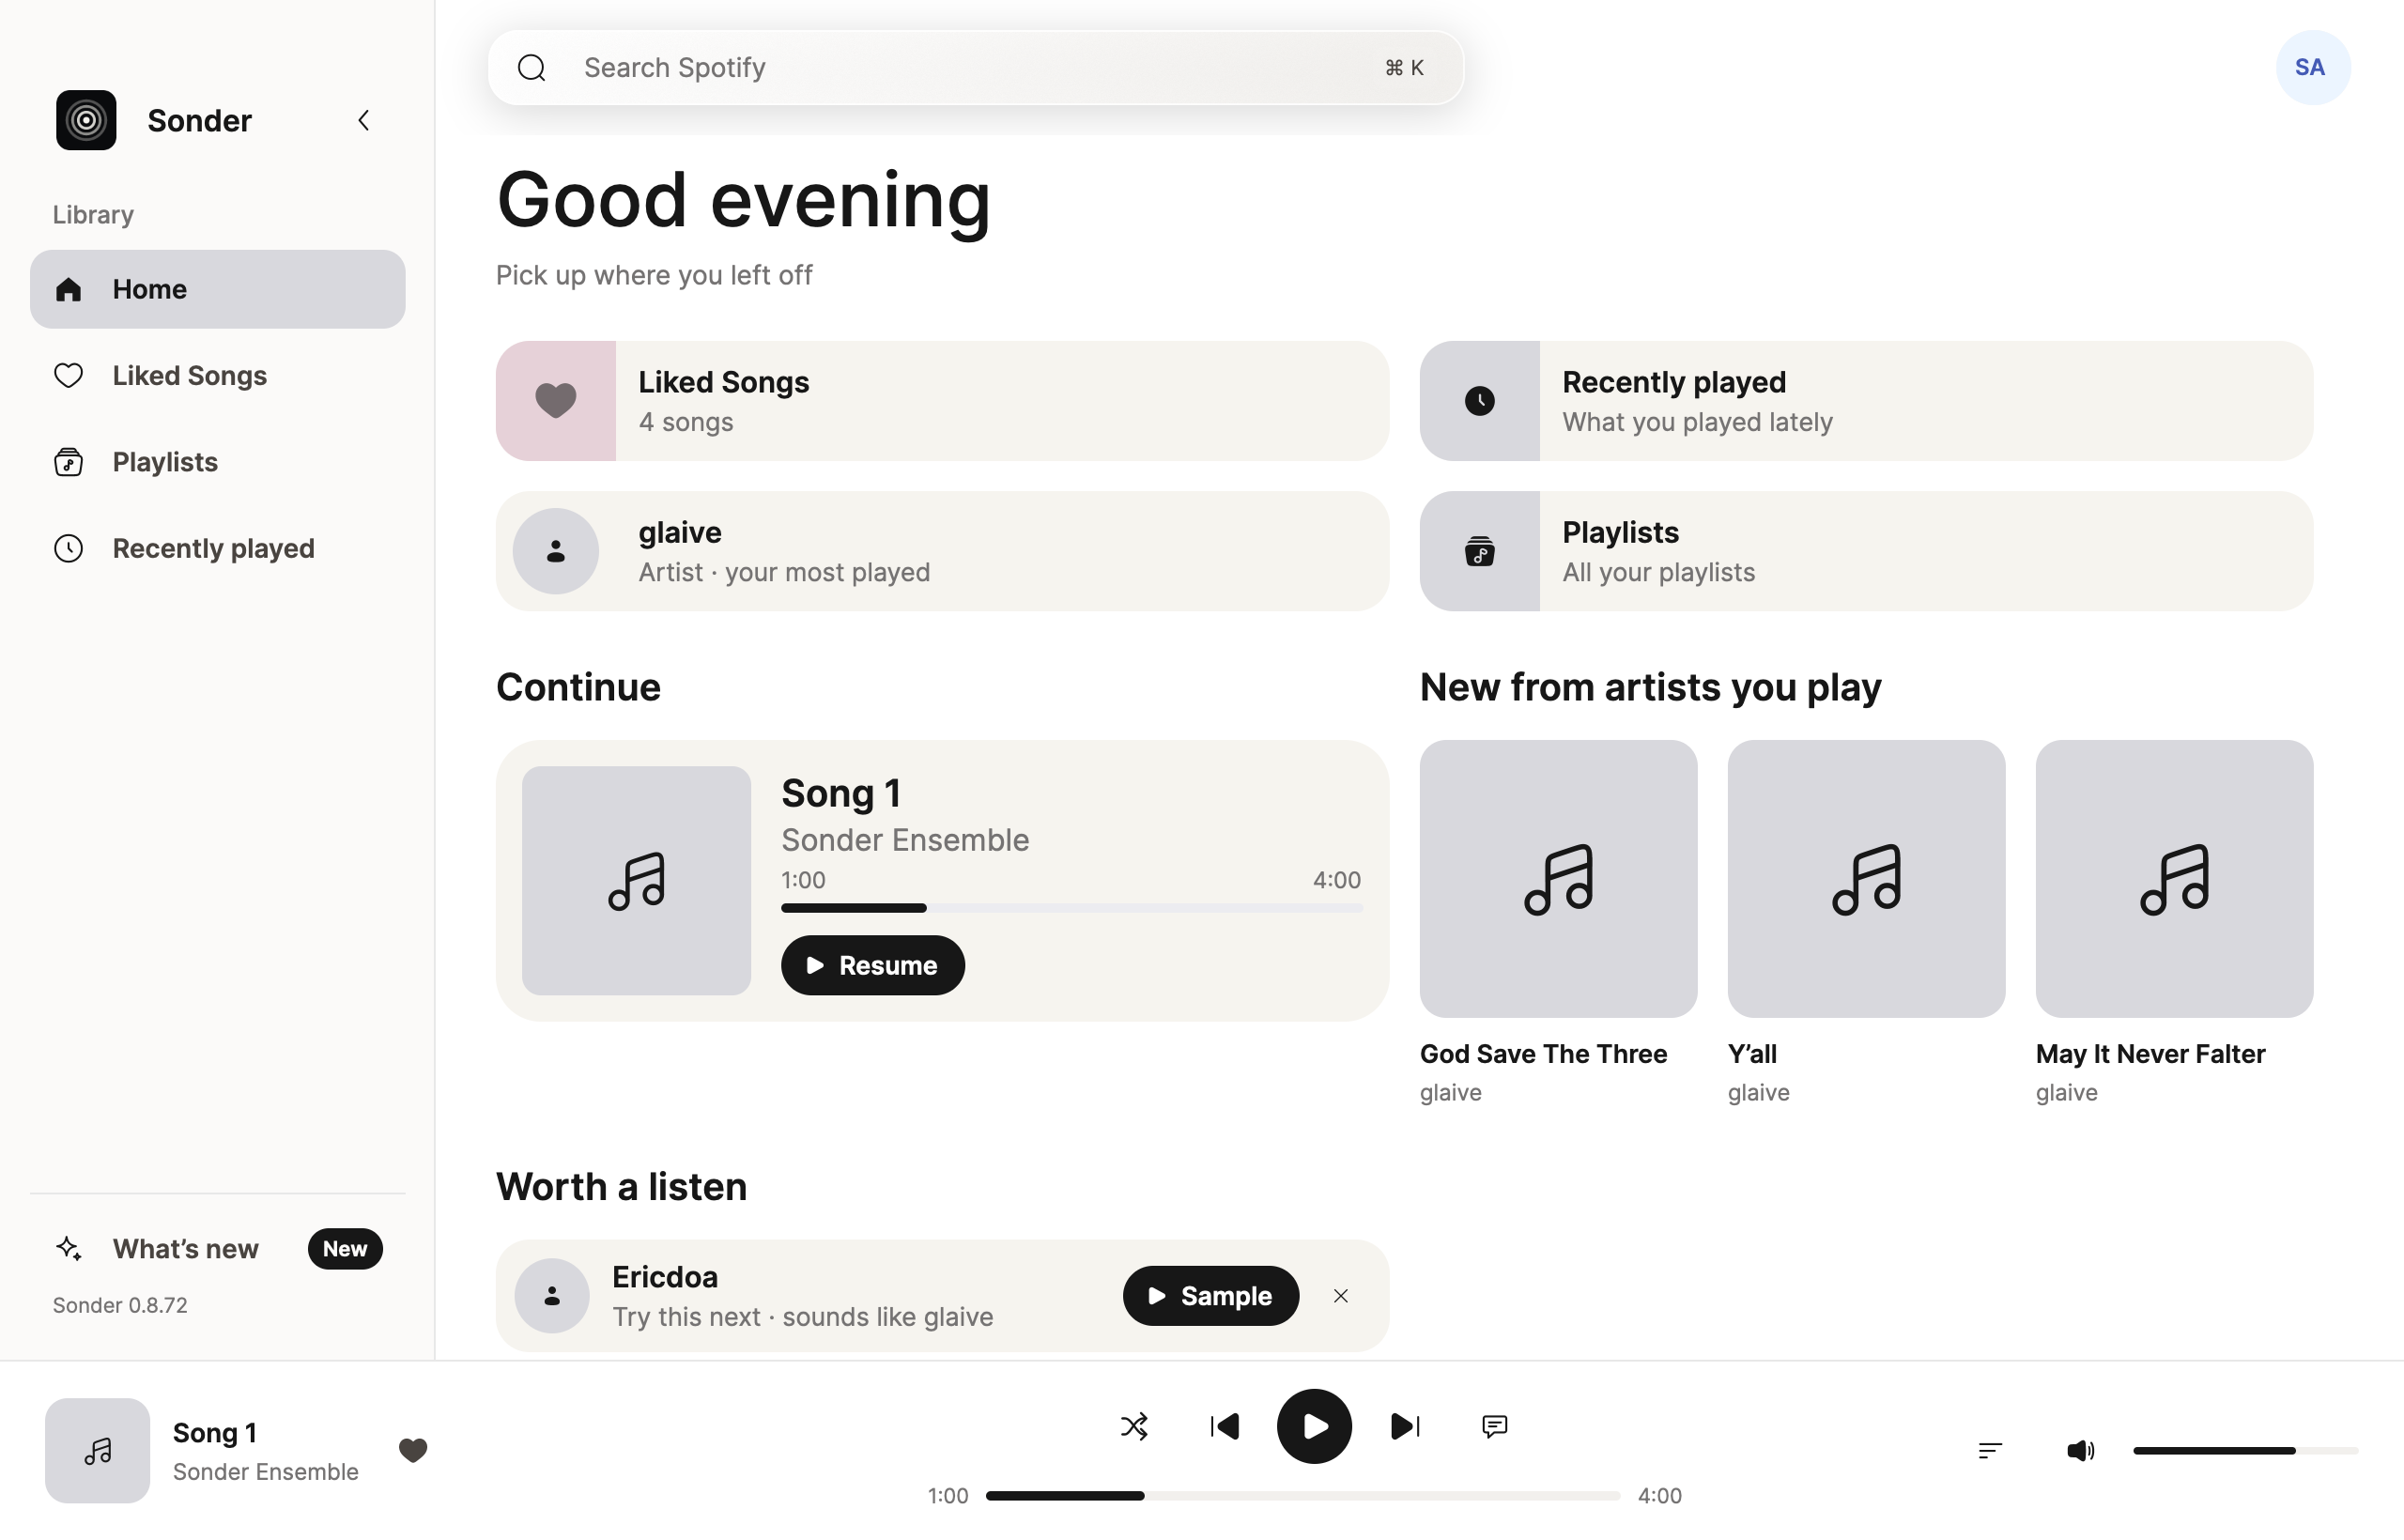 Search Spotify
⌘ K
SA
Sonder
Library
Home
Liked Songs
Playlists
Recently played
What’s new
New
Sonder 0.8.72
Good evening
Pick up where you left off
Liked Songs
4 songs
Recently played
What you played lately
glaive
Artist · your most played
Playlists
All your playlists
Continue
Song 1
Sonder Ensemble
1:00
4:00
Resume
New from artists you play
God Save The Three
glaive
Y’all
glaive
May It Never Falter
glaive
Worth a listen
Ericdoa
Try this next · sounds like glaive
Sample
Song 1
Sonder Ensemble
1:00
4:00